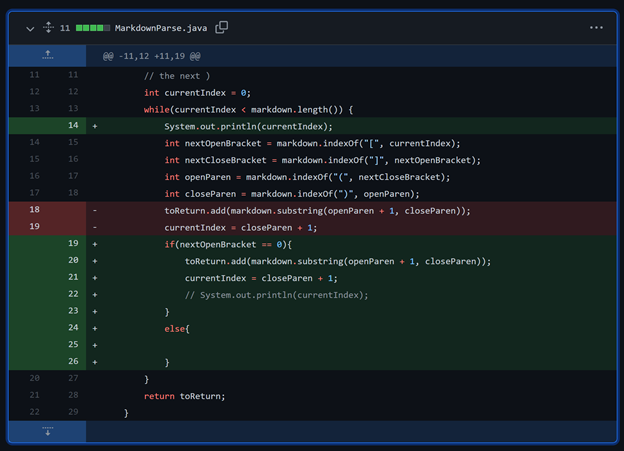 11 MarkdownParse.java
@@ -11,12 +11,19 @@
11 11 // the next )
12 12 int currentIndex = 0;
13 13 while(currentIndex < markdown.length()) {
14 + System.out.println(currentIndex);
14 15 int nextOpenBracket = markdown.indexOf("[", currentIndex);
15 16 int nextCloseBracket = markdown.indexOf("]", nextOpenBracket);
16 17 int openParen = markdown.indexOf("(", nextCloseBracket);
17 18 int closeParen = markdown.indexOf(")", openParen);
18 - toReturn.add(markdown.substring(openParen + 1, closeParen));
19 - currentIndex = closeParen + 1;
19 + if(nextOpenBracket == 0){
20 + toReturn.add(markdown.substring(openParen + 1, closeParen));
21 + currentIndex = closeParen + 1;
22 + // System.out.println(currentIndex);
23 + }
24 + else{
25 +
26 + }
20 27 }
21 28 return toReturn;
22 29 }